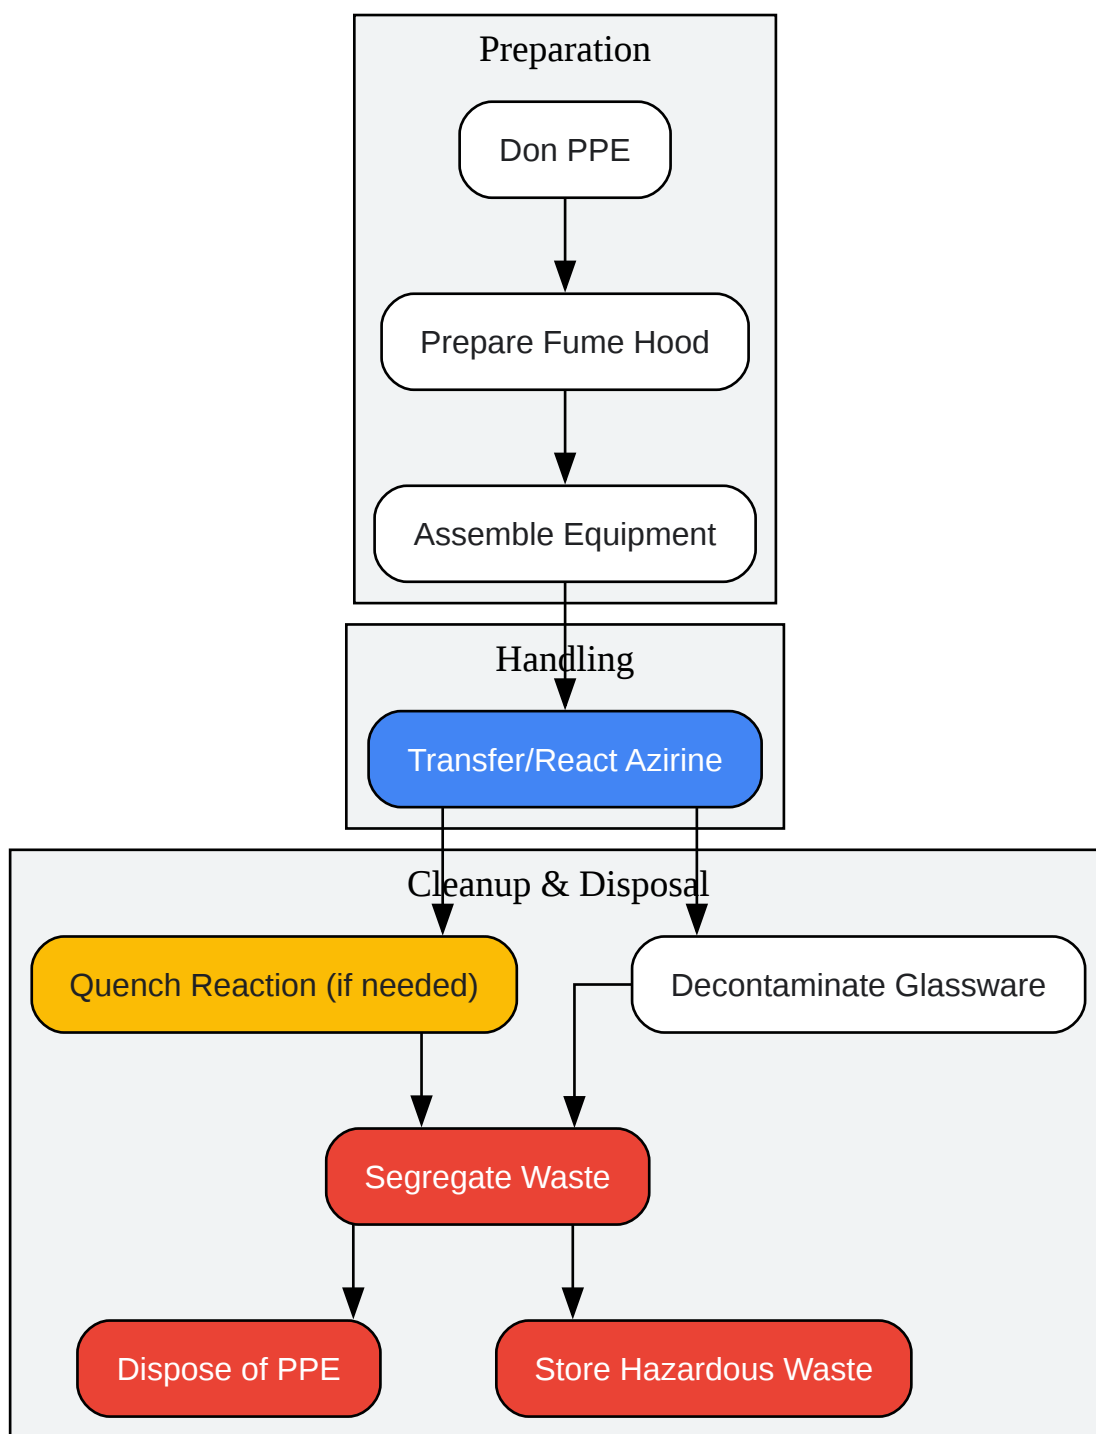 Preparation
Don PPE
Prepare Fume Hood
Assemble Equipment
Handling
Transfer/React Azirine
Cleanup & Disposal
Quench Reaction (if needed)
Decontaminate Glassware
Segregate Waste
Dispose of PPE
Store Hazardous Waste